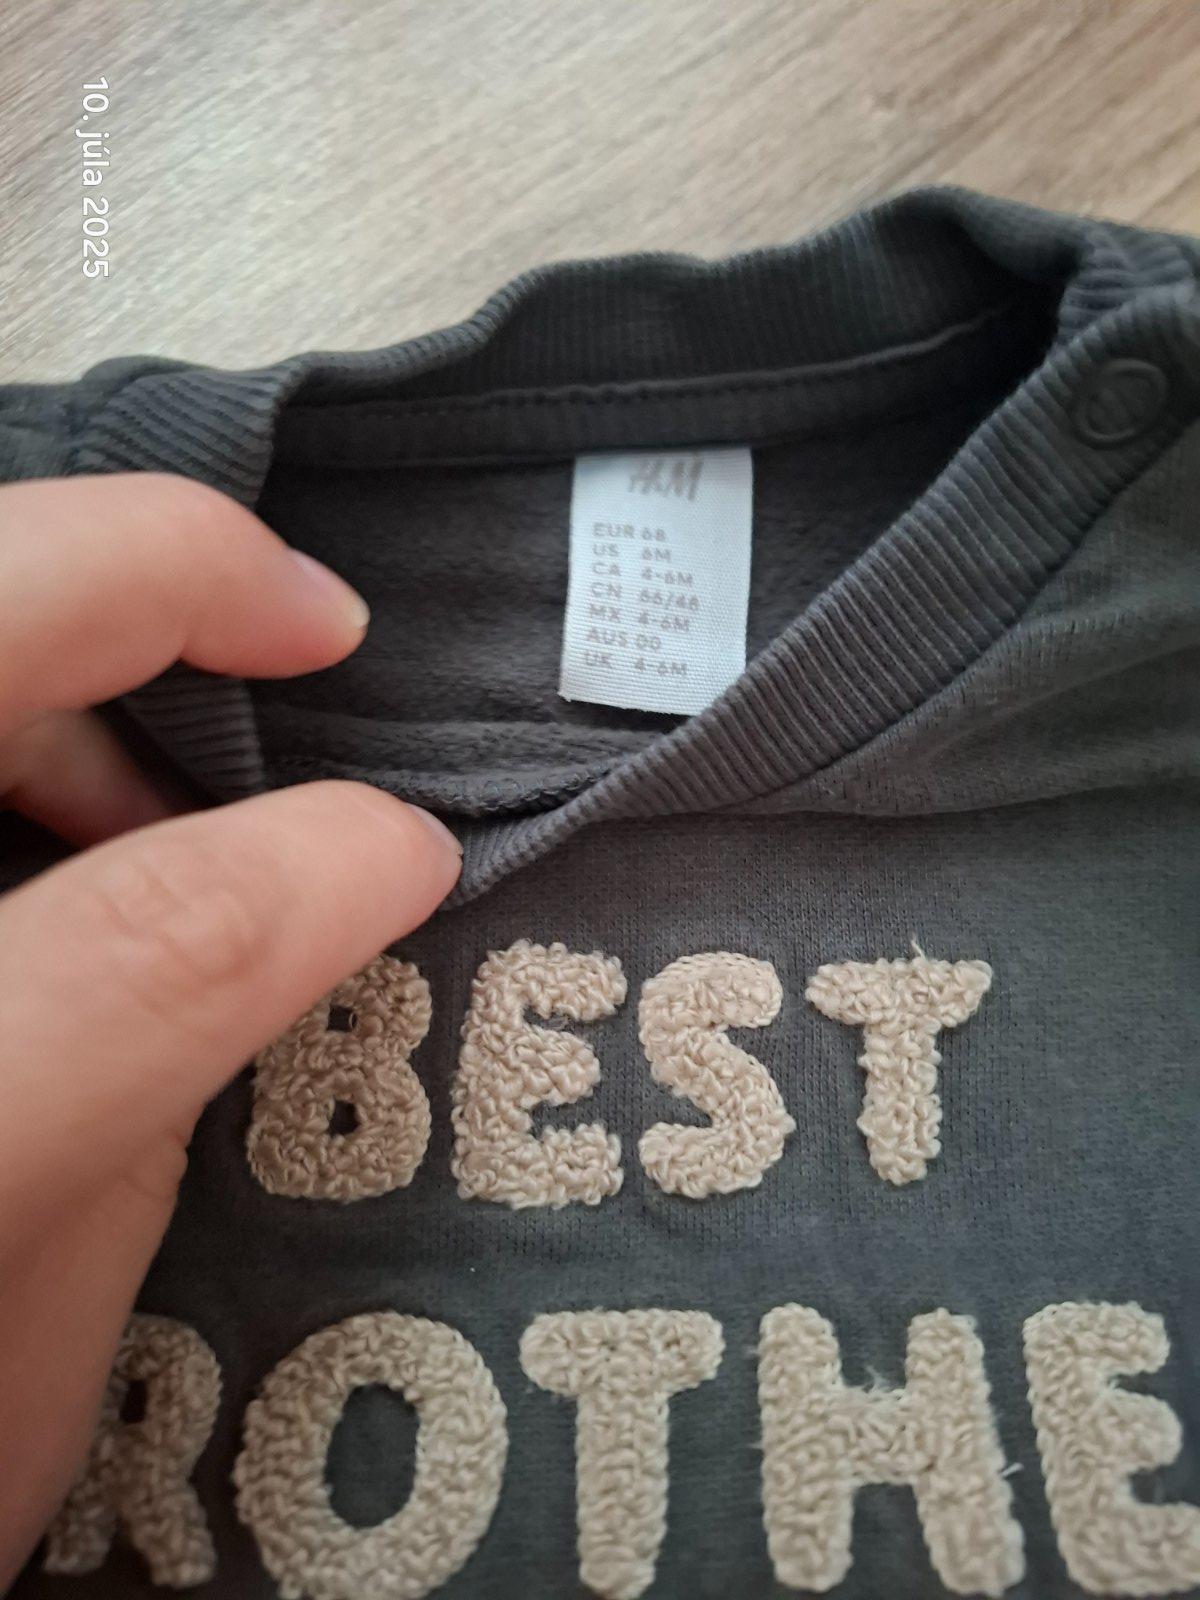 10. júla 2025
H&M
EUR 68
US 6M
CA 4-6M
CN 66/48
MX 4-6M
AUS 00
UK 4-6M
BEST
ROTHE